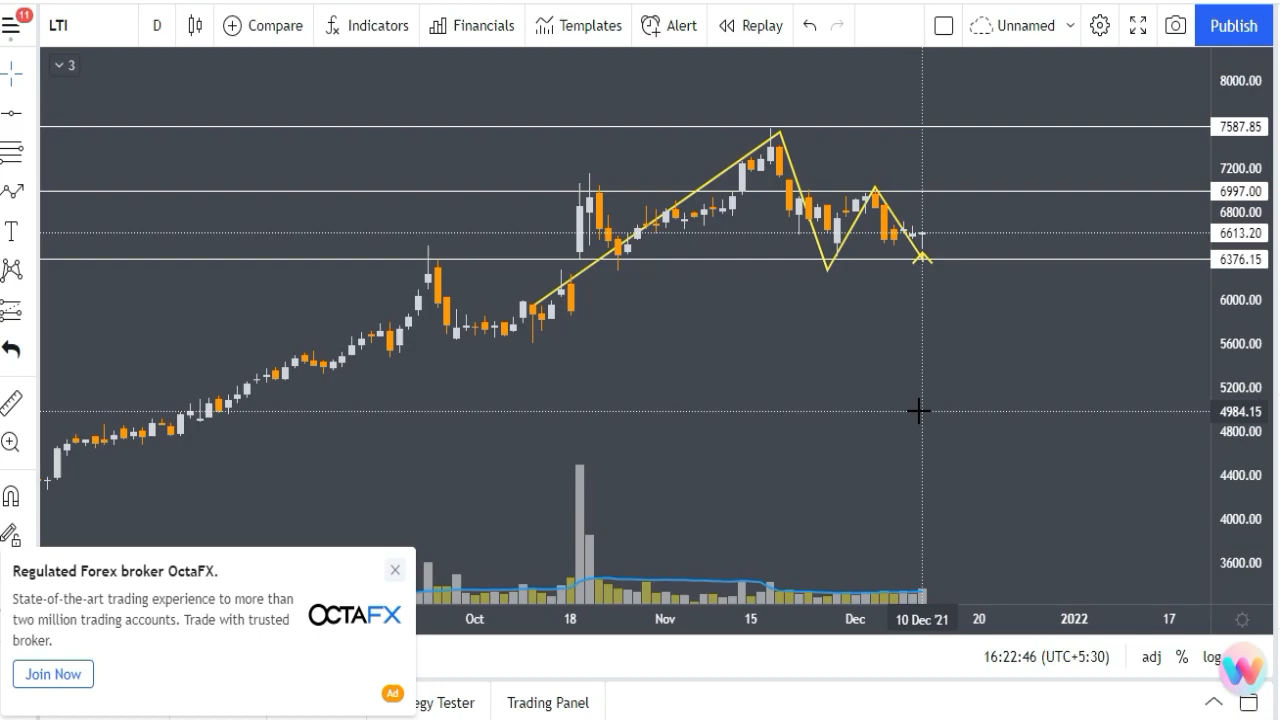 11
LTI
D
Compare
Indicators
Financials
Templates
Alert
Replay
Unnamed
Publish
3
8000.00
7587.85
7200.00
6997.00
6800.00
6613.20
6376.15
6000.00
5600.00
5200.00
4984.15
4800.00
4400.00
4000.00
3600.00
T
Regulated Forex broker OctaFX.
State-of-the-art trading experience to more than
two million trading accounts. Trade with trusted
broker.
OCTAFX
Join Now
Ad
Oct
18
Nov
15
Dec
10 Dec '21
20
2022
17
16:22:46 (UTC+5:30)
adj
%
log
egy Tester
Trading Panel